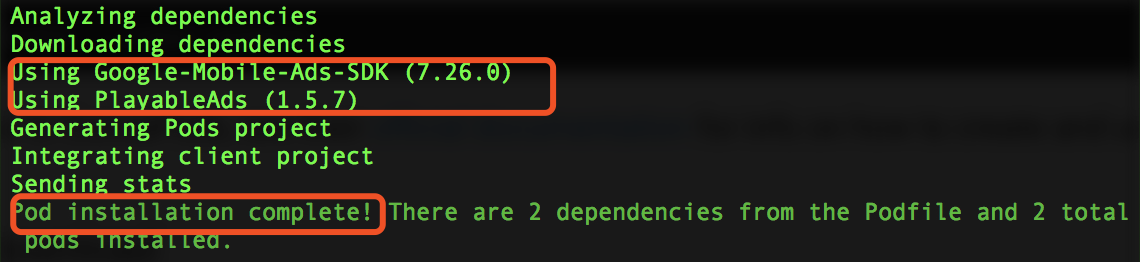 Analyzing dependencies
Downloading dependencies
Using Google-Mobile-Ads-SDK (7.26.0)
Using PlayableAds (1.5.7)
Generating Pods project
Integrating client project
Sending stats
Pod installation complete! There are 2 dependencies from the Podfile and 2 total
pods installed.